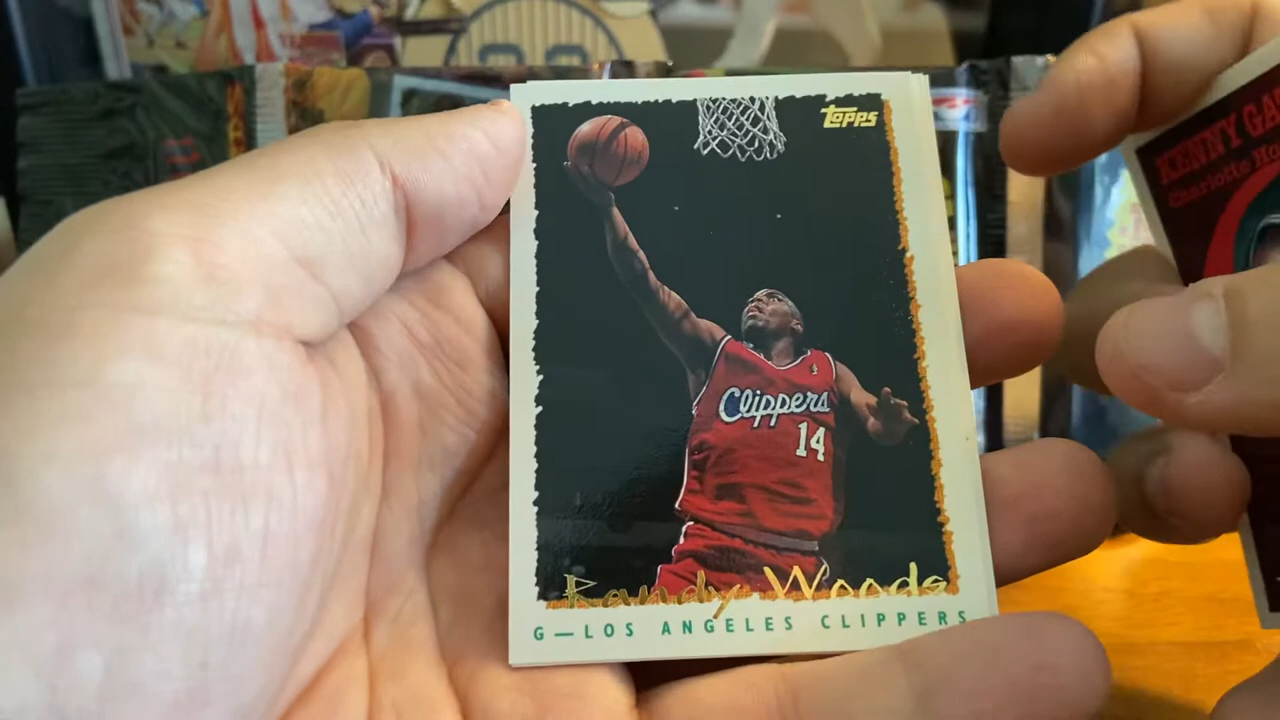 Topps
Clippers
14
Randy Woods
G—LOS ANGELES CLIPPERS
KENNY GA
Charlotte Ho